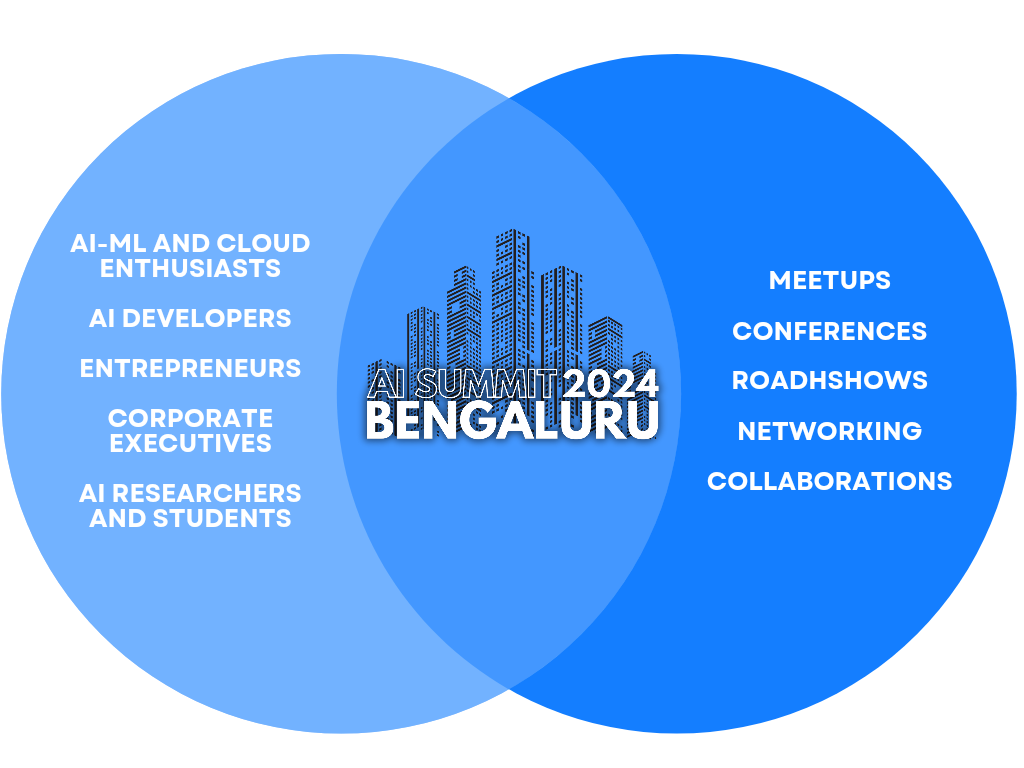 AI-ML AND CLOUD
ENTHUSIASTS
AI DEVELOPERS
ENTREPRENEURS
CORPORATE
EXECUTIVES
AI RESEARCHERS
AND STUDENTS
AI SUMMIT 2024
BENGALURU
MEETUPS
CONFERENCES
ROADHSHOWS
NETWORKING
COLLABORATIONS